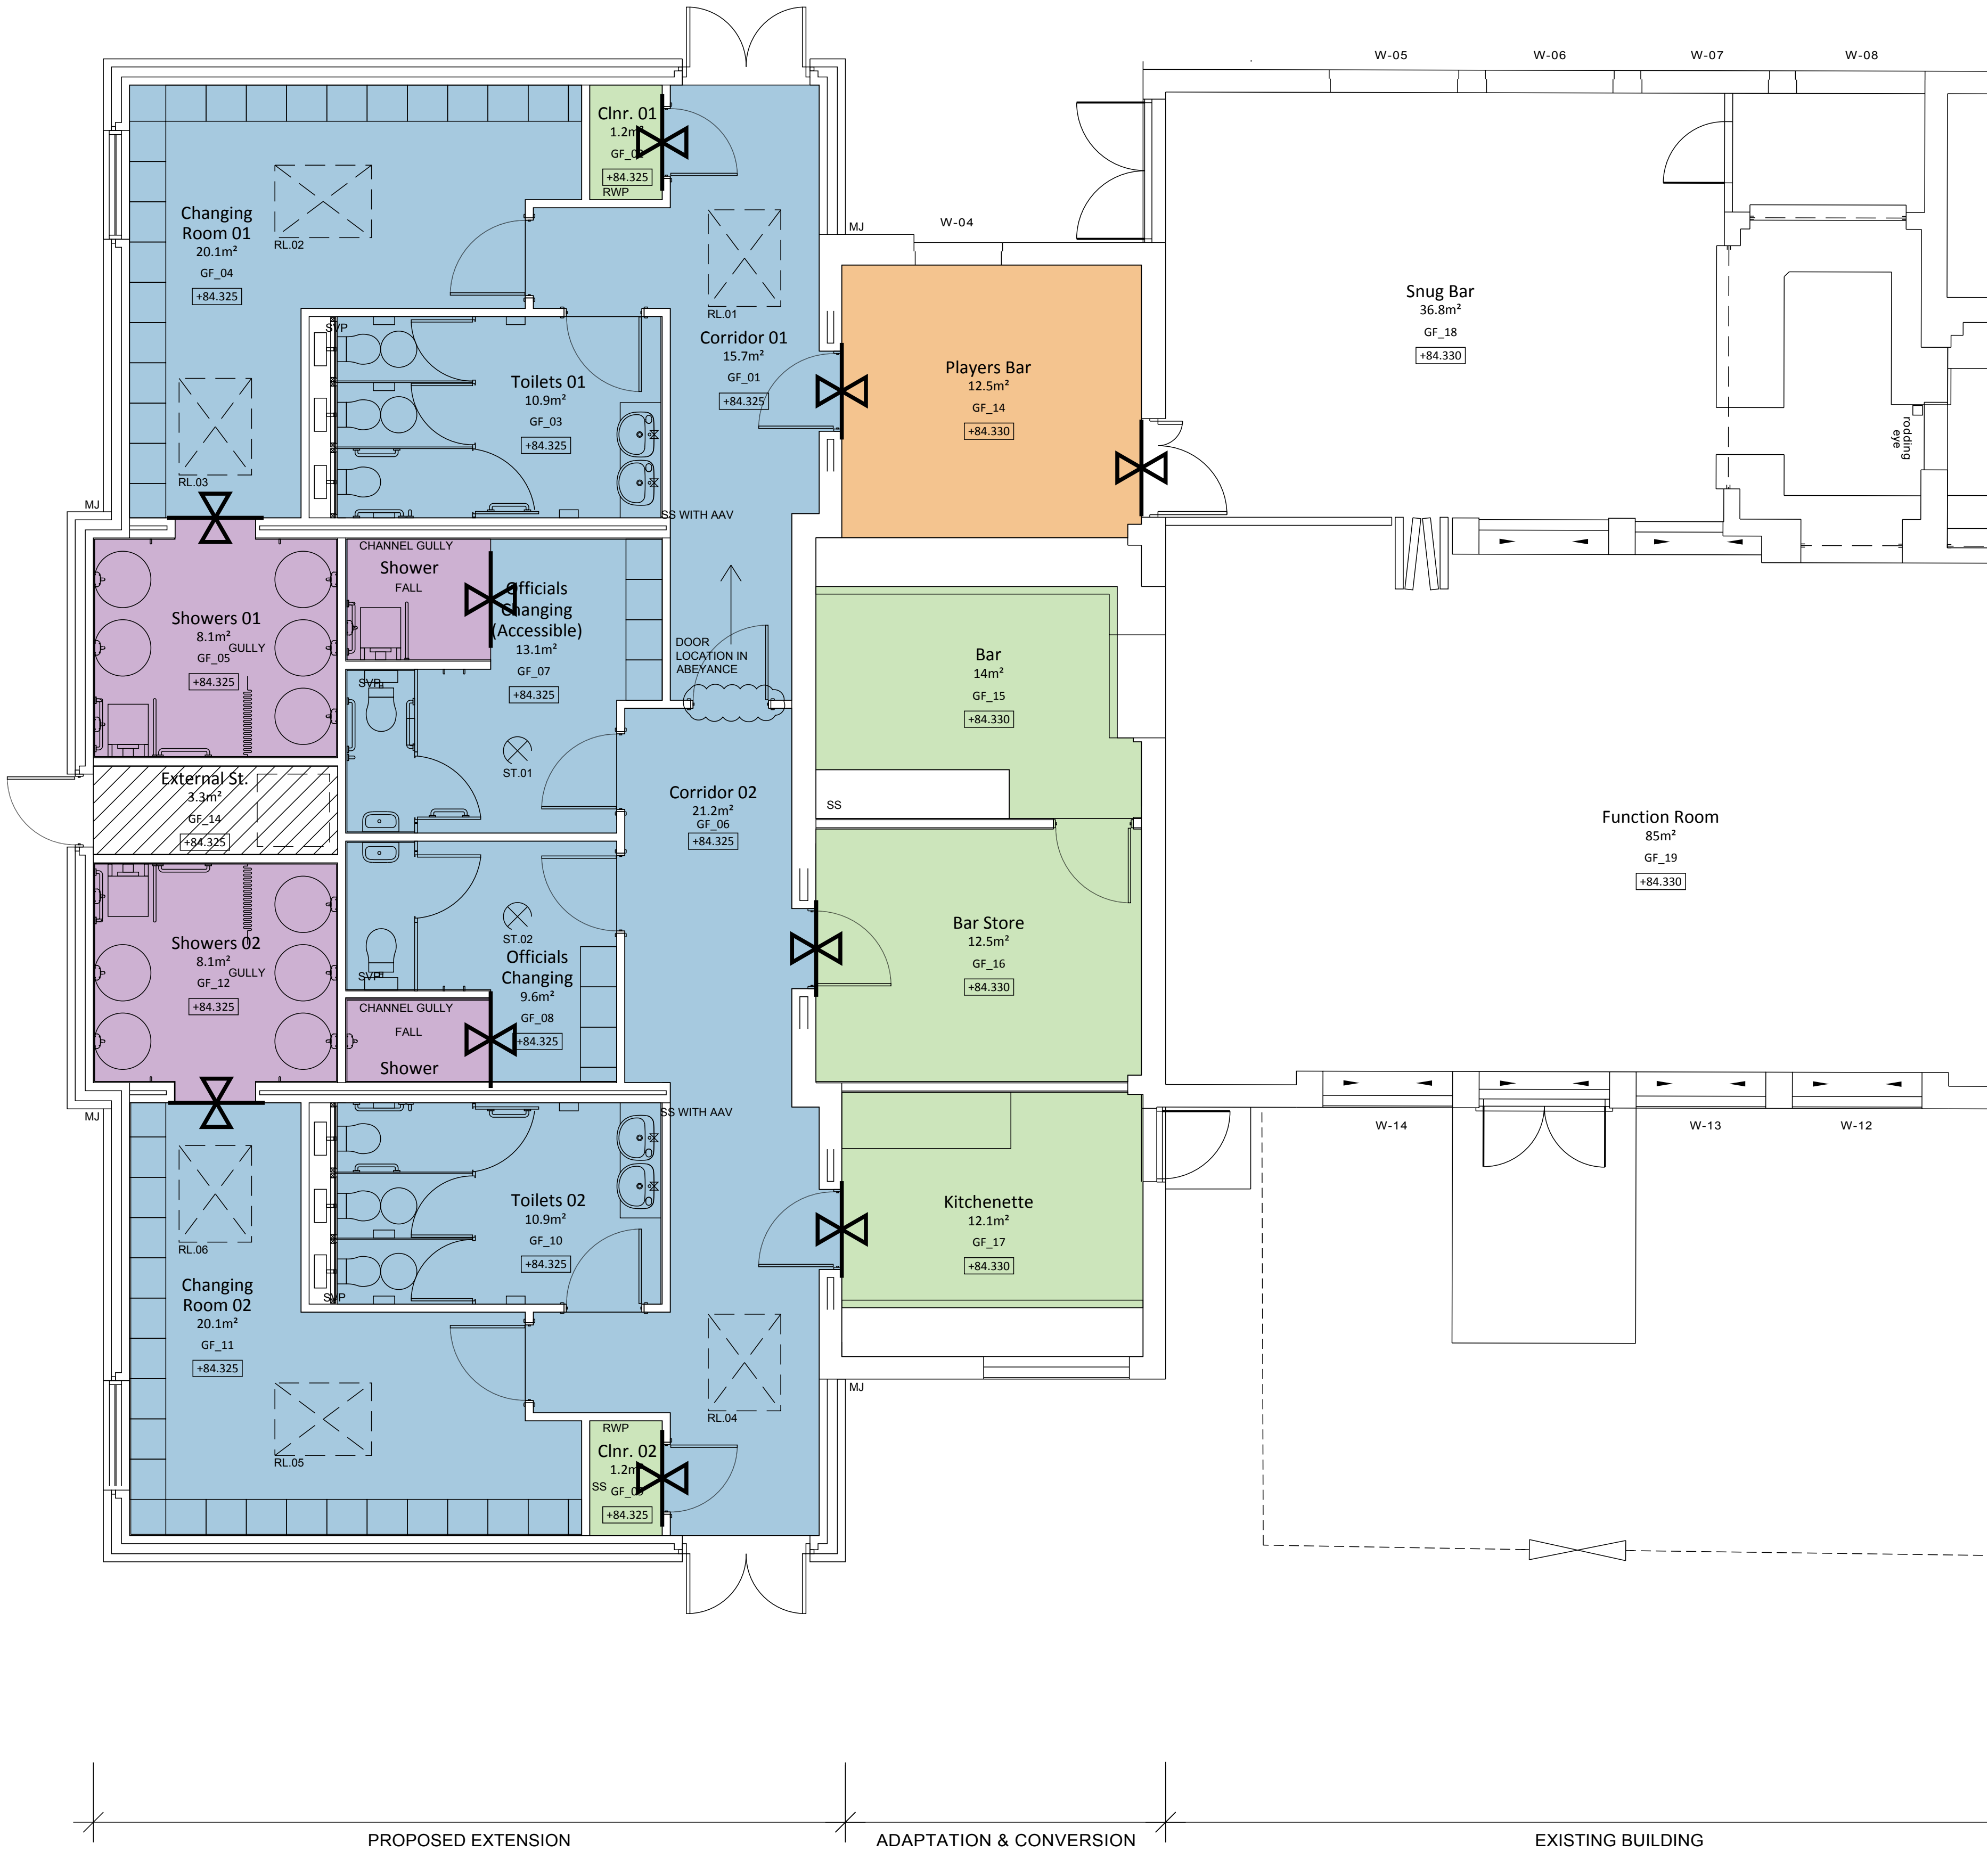 W-05
W-06
W-07
W-08
Clnr. 01
1.2m²
+84.325
RWP
Changing
Room 01
20.1m²
GF_04
+84.325
RL.02
RL.03
RL.01
MJ
W-04
Corridor 01
15.7m²
GF_01
+84.325
SVP
Toilets 01
10.9m²
GF_03
+84.325
SS WITH AAV
Players Bar
12.5m²
GF_14
+84.330
Snug Bar
36.8m²
GF_18
+84.330
rodding
eye
MJ
Showers 01
8.1m²
GULLY
GF_05
+84.325
CHANNEL GULLY
Shower
FALL
Officials
Changing
(Accessible)
13.1m²
GF_07
+84.325
SVP
ST.01
DOOR
LOCATION IN
ABEYANCE
Bar
14m²
GF_15
+84.330
SS
External St.
3.3m²
GF_14
+84.325
Corridor 02
21.2m²
GF_06
+84.325
Function Room
85m²
GF_19
+84.330
Showers 02
8.1m²
GULLY
GF_12
+84.325
ST.02
Officials
Changing
9.6m²
GF_08
+84.325
SVP
CHANNEL GULLY
FALL
Shower
Bar Store
12.5m²
GF_16
+84.330
MJ
SS WITH AAV
W-14
W-13
W-12
Toilets 02
10.9m²
GF_10
+84.325
SVP
Kitchenette
12.1m²
GF_17
+84.330
RL.06
Changing
Room 02
20.1m²
GF_11
+84.325
RL.05
RL.04
MJ
RWP
Clnr. 02
1.2m
SS
+84.325
PROPOSED EXTENSION
ADAPTATION & CONVERSION
EXISTING BUILDING